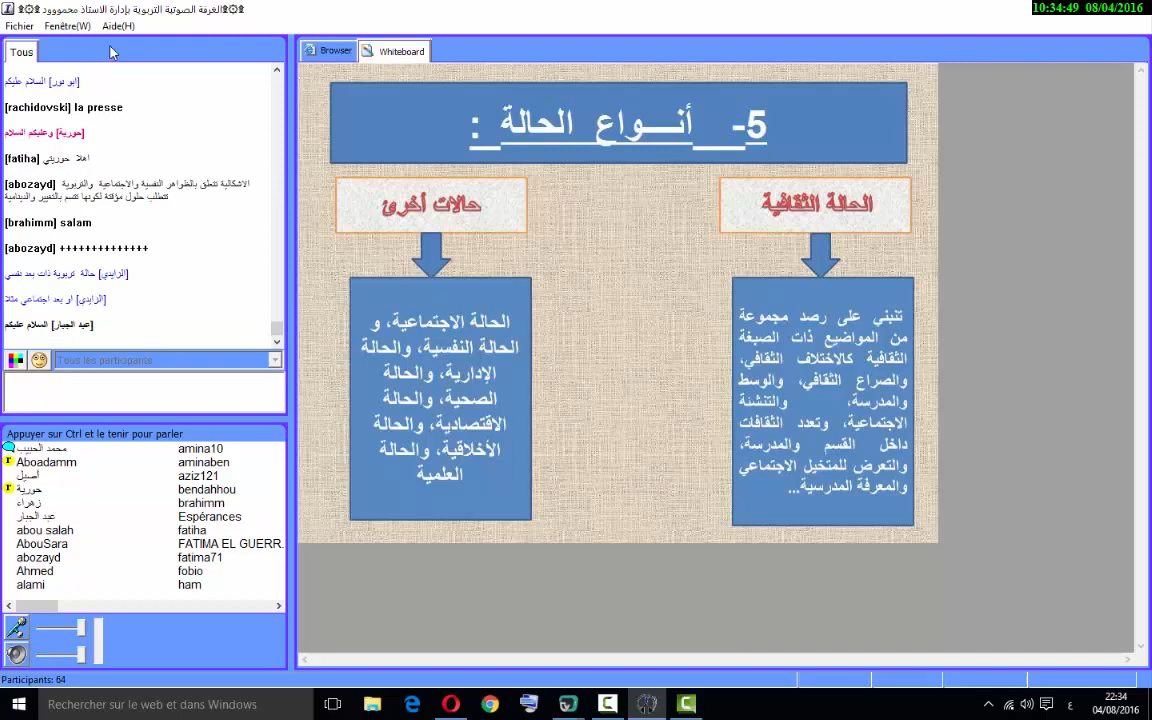 الغرفة الصوتية التربوية بإدارة الاستاذ محمووود
10:34:49 08/04/2016
Fichier Fenêtre(W) Aide(H)
Tous
[ابو نور] السلام عليكم
[rachidovski] la presse
[حورية] وعليكم السلام
[fatiha] اهلا حوريتي
[abozayd] الاشكالية تتعلق بالظواهر النفسية والاجتماعية والتربوية
تتطلب حلول مؤقتة لكونها تتسم بالتغيير والدينامية
[brahimm] salam
[abozayd] ++++++++++++++
[الزايدي] حالة تربوية ذات بعد نفسي
[الزايدي] او بعد اجتماعي مثلا
[عبد الجبار] السلام عليكم
Tous les participants
Appuyer sur Ctrl et le tenir pour parler
محمد الحبيب amina10
Aboadamm aminaben
أصيل aziz121
حورية bendahhou
زهراء brahimm
عبد الجبار Espérances
abou salah fatiha
AbouSara FATIMA EL GUERR.
abozayd fatima71
Ahmed fobio
alami ham
Participants: 64
Browser Whiteboard
5- أنـــواع الحالة :
الحالة الثقافية
تنبني على رصد مجموعة
من المواضيع ذات الصبغة
الثقافية كالاختلاف الثقافي،
والصراع الثقافي، والوسط
والمدرسة، والتنشئة
الاجتماعية، وتعدد الثقافات
داخل القسم والمدرسة،
والتعرض للمتخيل الاجتماعي
والمعرفة المدرسية...
حالات أخرئ
الحالة الاجتماعية، و
الحالة النفسية، والحالة
الإدارية، والحالة
الصحية، والحالة
الاقتصادية، والحالة
الأخلاقية، والحالة
العلمية
Rechercher sur le web et dans Windows
ع
22:34
04/08/2016